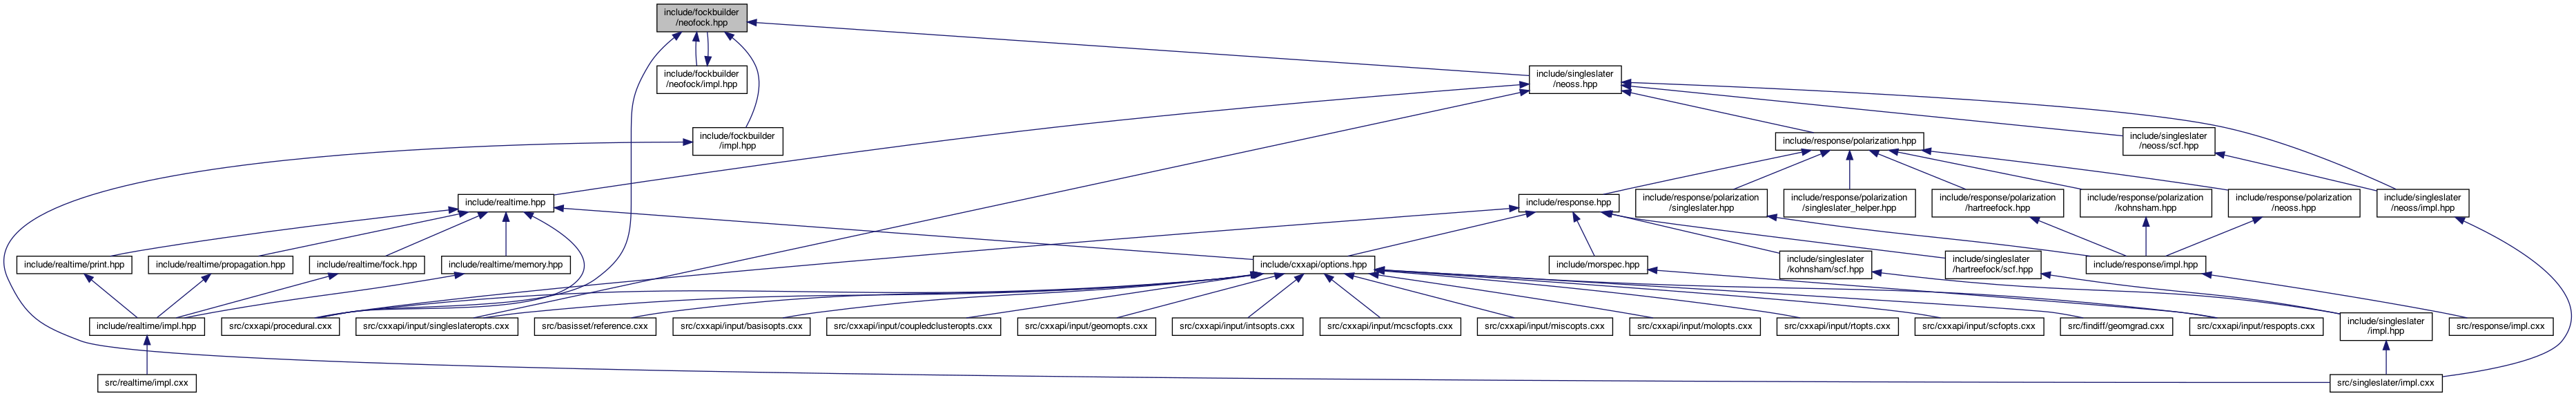 include/fockbuilder
/neofock.hpp
include/fockbuilder
/neofock/impl.hpp
include/singleslater
/neoss.hpp
include/fockbuilder
/impl.hpp
include/response/polarization.hpp
include/singleslater
/neoss/scf.hpp
include/realtime.hpp
include/response.hpp
include/response/polarization
/singleslater.hpp
include/response/polarization
/singleslater_helper.hpp
include/response/polarization
/hartreefock.hpp
include/response/polarization
/kohnsham.hpp
include/response/polarization
/neoss.hpp
include/singleslater
/neoss/impl.hpp
include/realtime/print.hpp
include/realtime/propagation.hpp
include/realtime/fock.hpp
include/realtime/memory.hpp
include/cxxapi/options.hpp
include/morspec.hpp
include/singleslater
/kohnsham/scf.hpp
include/singleslater
/hartreefock/scf.hpp
include/response/impl.hpp
include/realtime/impl.hpp
src/cxxapi/procedural.cxx
src/cxxapi/input/singleslateropts.cxx
src/basisset/reference.cxx
src/cxxapi/input/basisopts.cxx
src/cxxapi/input/coupledclusteropts.cxx
src/cxxapi/input/geomopts.cxx
src/cxxapi/input/intsopts.cxx
src/cxxapi/input/mcscfopts.cxx
src/cxxapi/input/miscopts.cxx
src/cxxapi/input/molopts.cxx
src/cxxapi/input/rtopts.cxx
src/cxxapi/input/scfopts.cxx
src/findiff/geomgrad.cxx
src/cxxapi/input/respopts.cxx
include/singleslater
/impl.hpp
src/response/impl.cxx
src/realtime/impl.cxx
src/singleslater/impl.cxx